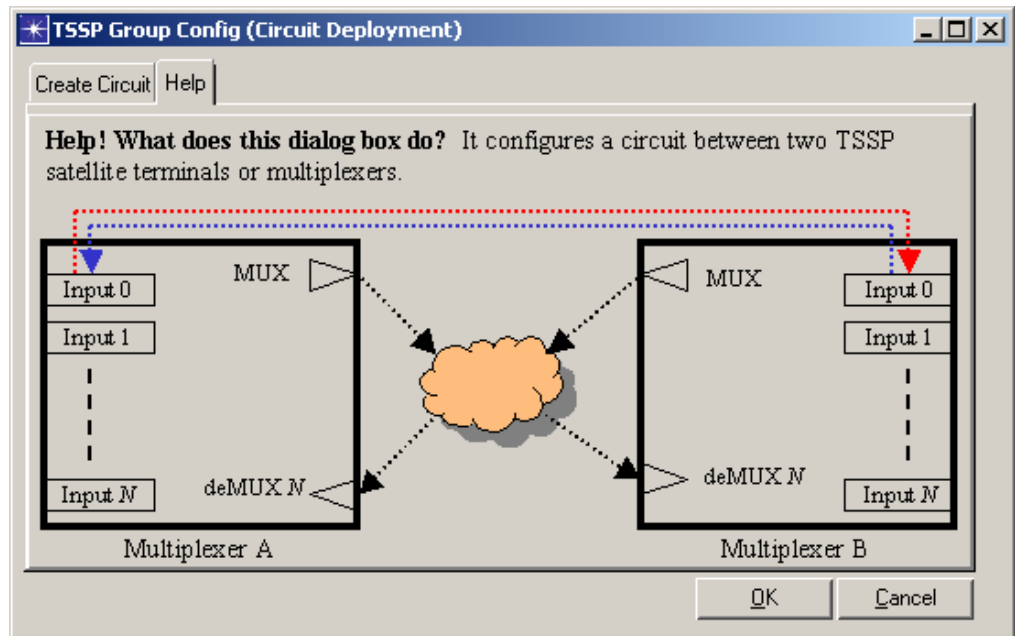 TSSP Group Config (Circuit Deployment)
Create Circuit Help
Help! What does this dialog box do? It configures a circuit between two TSSP
satellite terminals or multiplexers.
MUX
MUX
Input 0
Input 0
Input 1
Input 1
Input N
deMUX N
deMUX N
Input N
Multiplexer A
Multiplexer B
OK
Cancel